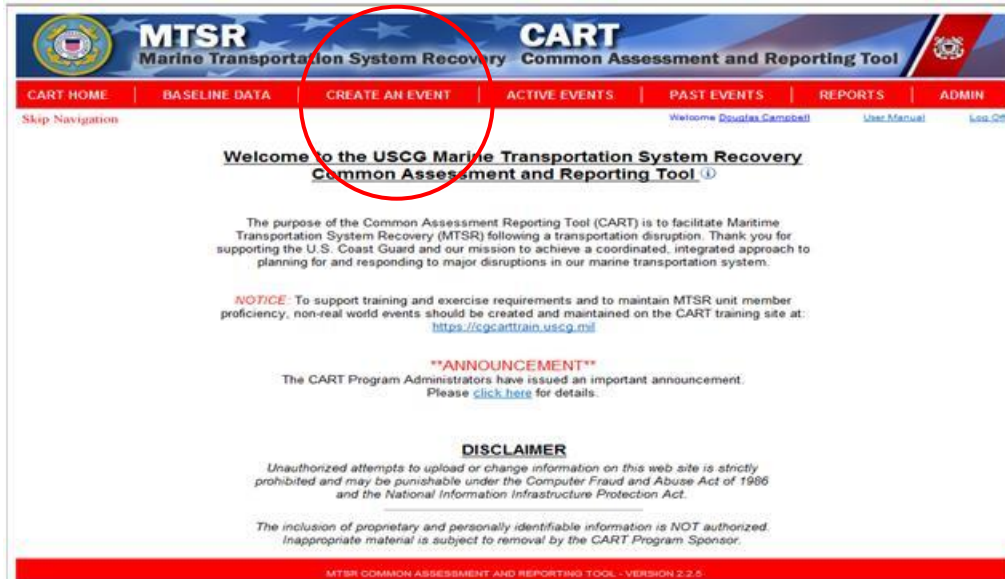 MTSR CART
Marine Transportation System Recovery Common Assessment and Reporting Tool
CART HOME | BASELINE DATA | CREATE AN EVENT | ACTIVE EVENTS | PAST EVENTS | REPORTS | ADMIN
Skip Navigation Welcome Douglas Campbell User Manual Log Off
Welcome to the USCG Marine Transportation System Recovery
Common Assessment and Reporting Tool
The purpose of the Common Assessment Reporting Tool (CART) is to facilitate Maritime
Transportation System Recovery (MTSR) following a transportation disruption. Thank you for
supporting the U.S. Coast Guard and our mission to achieve a coordinated, integrated approach to
planning for and responding to major disruptions in our marine transportation system.
NOTICE: To support training and exercise requirements and to maintain MTSR unit member
proficiency, non-real world events should be created and maintained on the CART training site at:
https://cgcarttrain.uscg.mil
**ANNOUNCEMENT**
The CART Program Administrators have issued an important announcement.
Please click here for details.
DISCLAIMER
Unauthorized attempts to upload or change information on this web site is strictly
prohibited and may be punishable under the Computer Fraud and Abuse Act of 1986
and the National Information Infrastructure Protection Act.
The inclusion of proprietary and personally identifiable information is NOT authorized.
Inappropriate material is subject to removal by the CART Program Sponsor.
MTSR COMMON ASSESSMENT AND REPORTING TOOL - VERSION 2.2.5